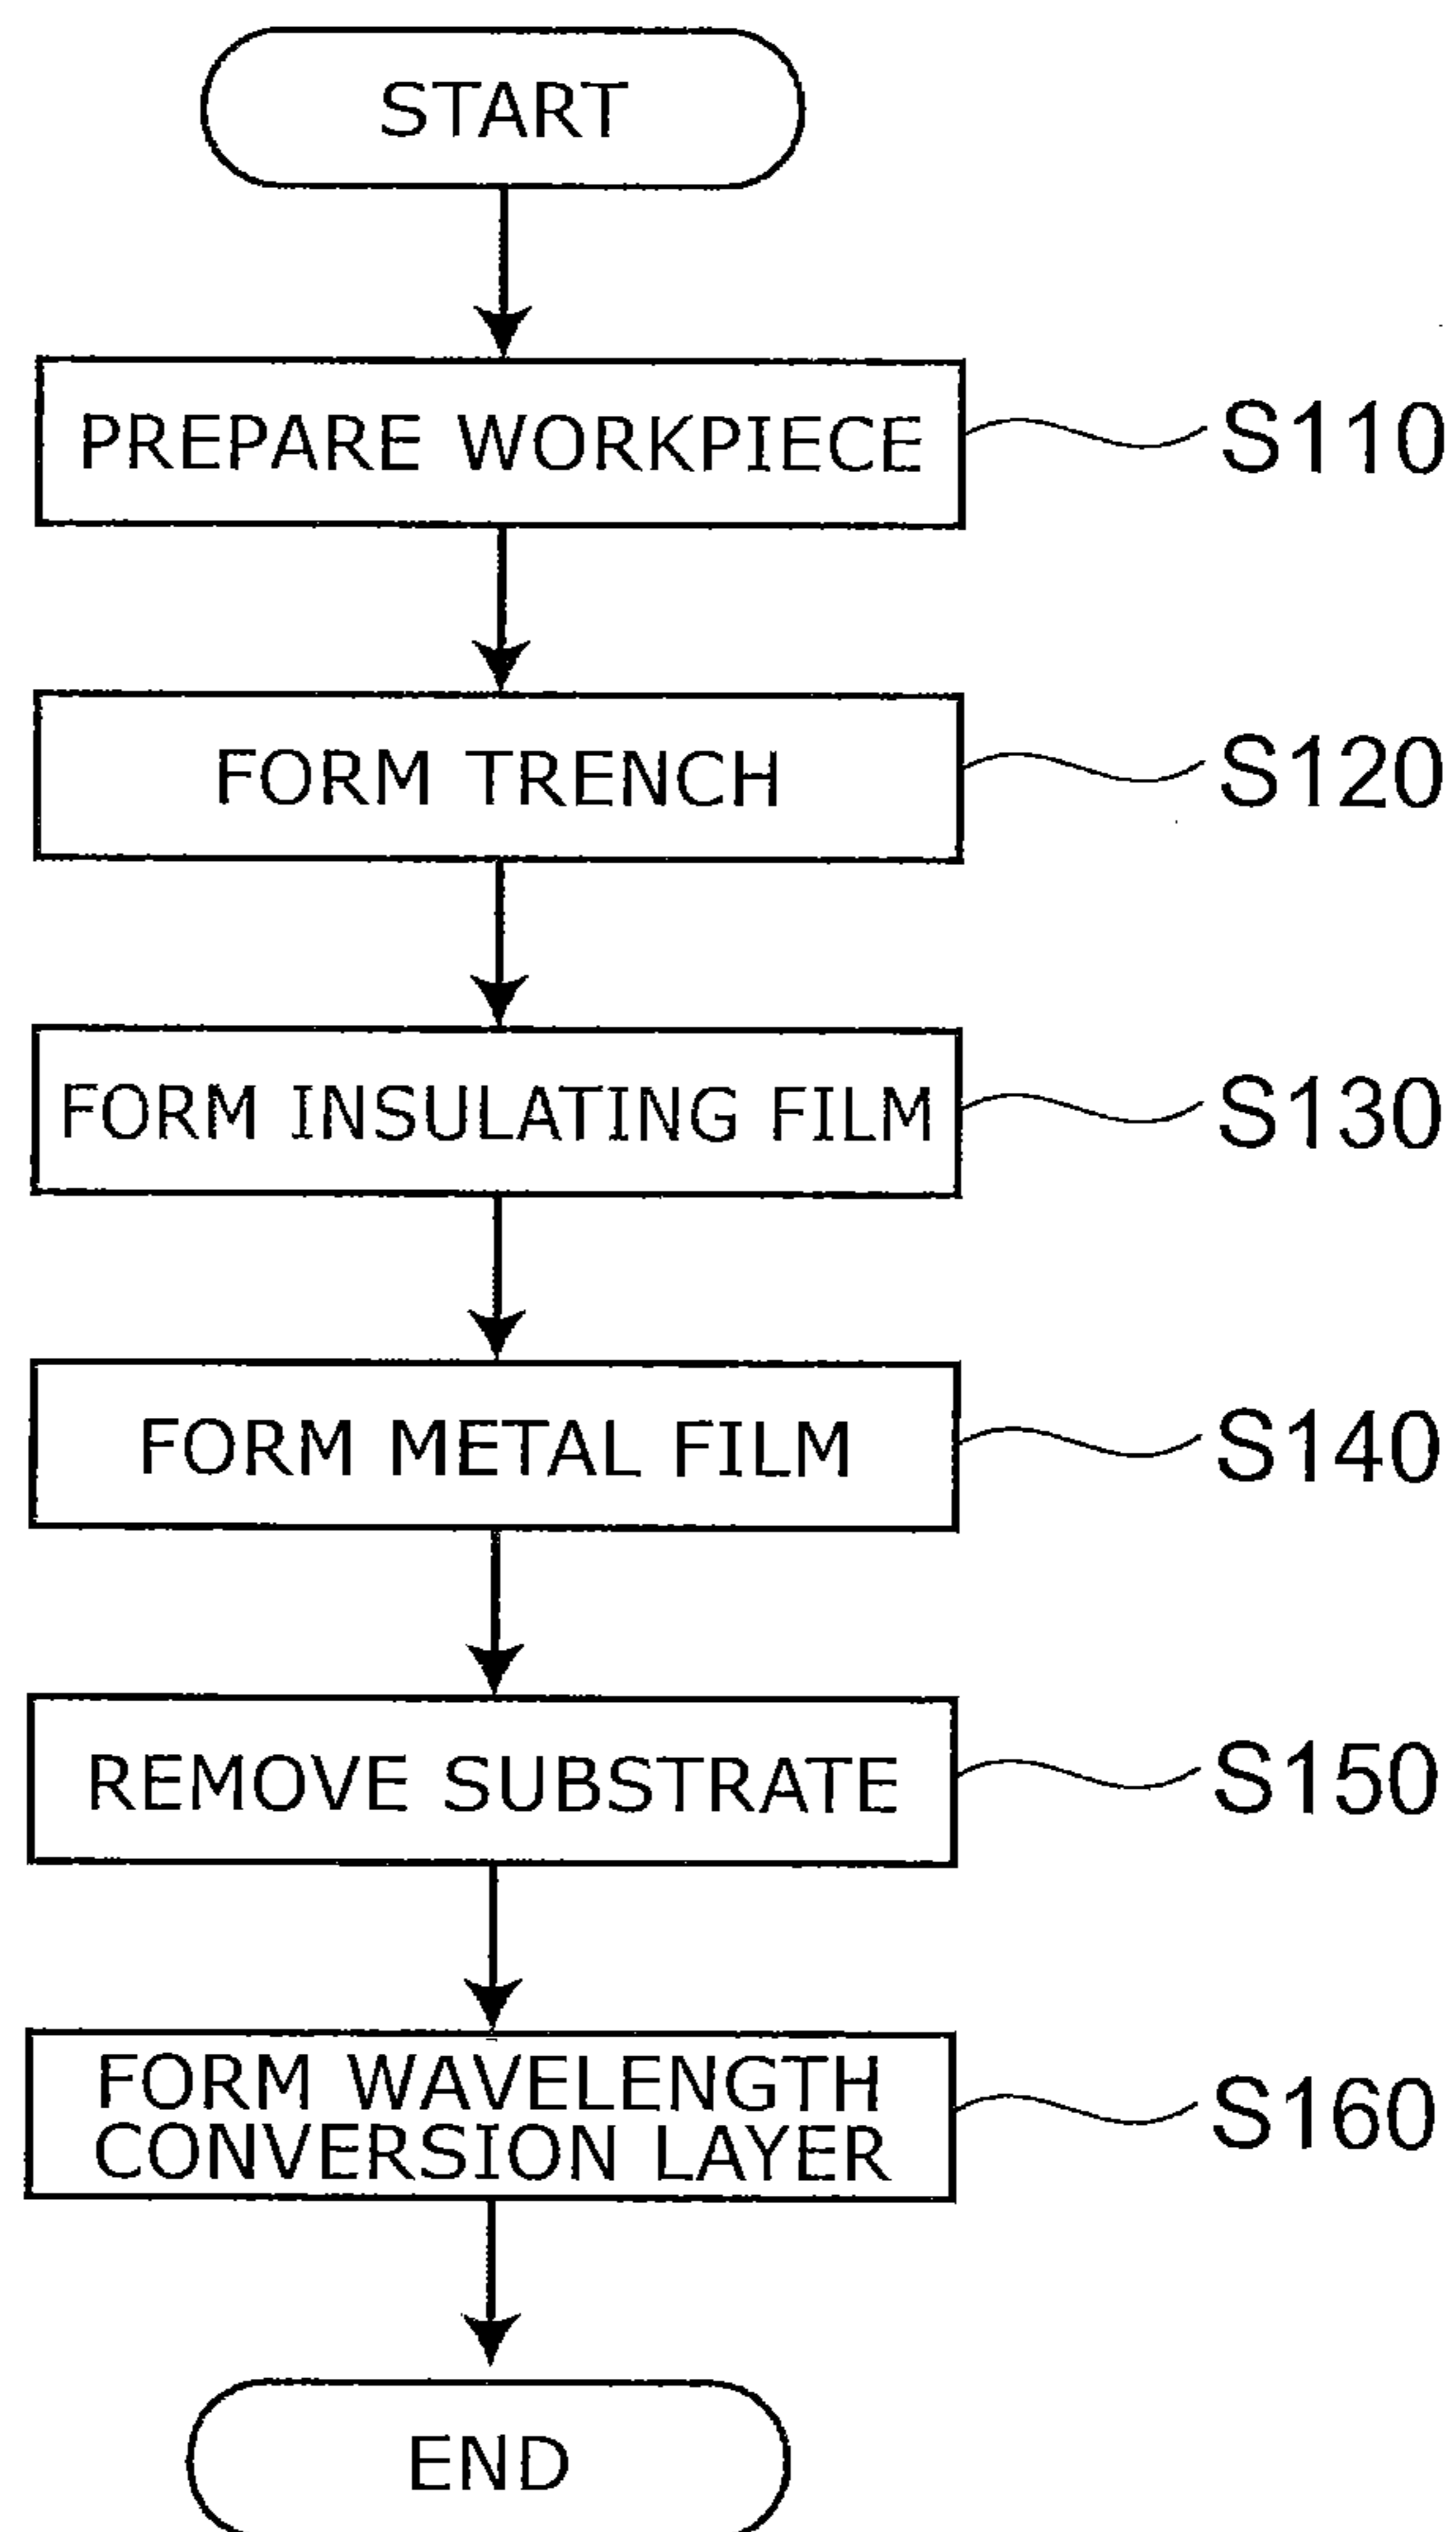 START
PREPARE WORKPIECE
S110
FORM TRENCH
S120
FORM INSULATING FILM
S130
FORM METAL FILM
S140
REMOVE SUBSTRATE
S150
FORM WAVELENGTH
CONVERSION LAYER
S160
END